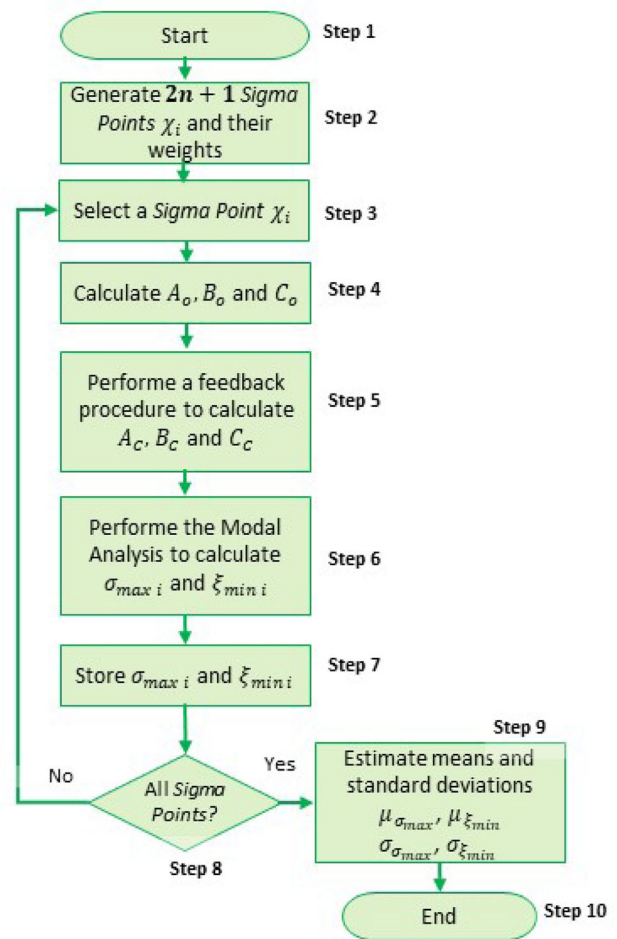 Start
Step 1
Generate 2n + 1 Sigma
Points χi and their
weights
Step 2
Select a Sigma Point χi
Step 3
Calculate Ao, Bo and Co
Step 4
Performe a feedback
procedure to calculate
Ac, Bc and Cc
Step 5
Performe the Modal
Analysis to calculate
σmax i and ξmin i
Step 6
Store σmax i and ξmin i
Step 7
All Sigma
Points?
No
Yes
Step 8
Step 9
Estimate means and
standard deviations
μσmax, μξmin
σσmax, σξmin
End
Step 10